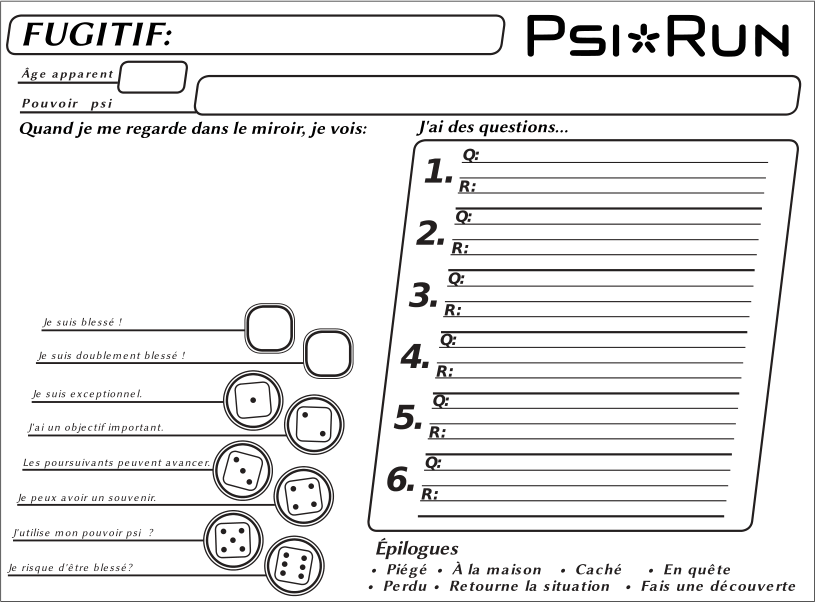 FUGITIF:
PSI*RUN
Âge apparent
Pouvoir psi
Quand je me regarde dans le miroir, je vois:
J'ai des questions...
1. Q:
R:
2. Q:
R:
3. Q:
R:
4. Q:
R:
5. Q:
R:
6. Q:
R:
Je suis blessé !
Je suis doublement blessé !
Je suis exceptionnel.
J'ai un objectif important.
Les poursuivants peuvent avancer.
Je peux avoir un souvenir.
J'utilise mon pouvoir psi ?
Je risque d'être blessé?
Épilogues
• Piégé • À la maison • Caché • En quête
• Perdu • Retourne la situation • Fais une découverte